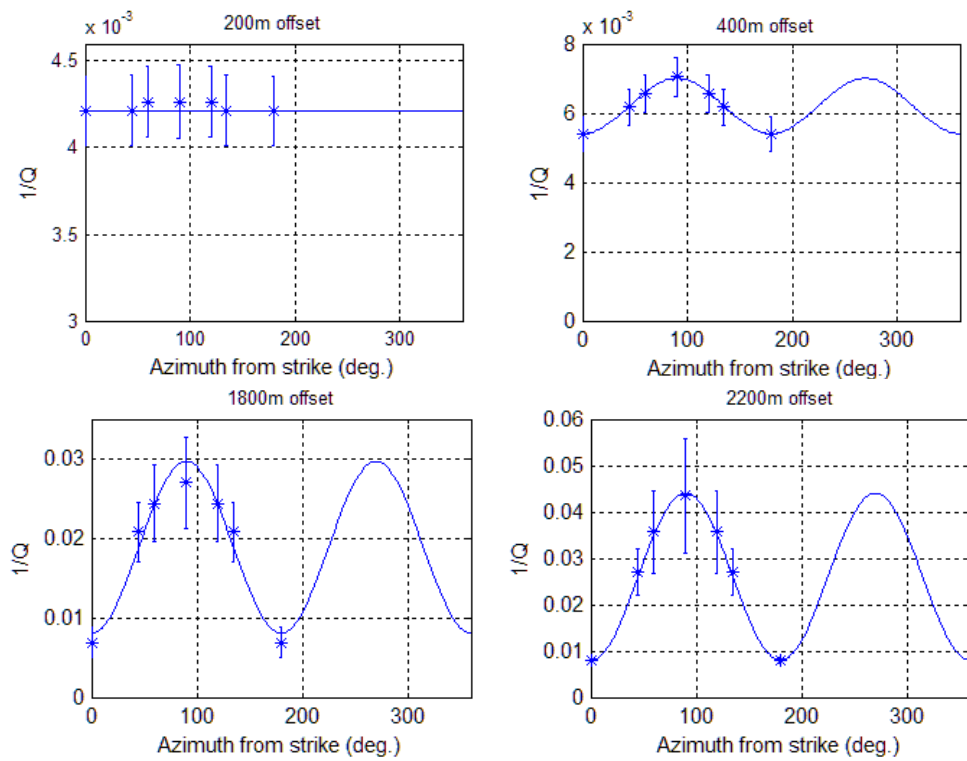 x 10⁻³
200m offset
4.5
4
3.5
3
1/Q
0
100
200
300
Azimuth from strike (deg.)
x 10⁻³
400m offset
8
6
4
2
0
1/Q
0
100
200
300
Azimuth from strike (deg.)
1800m offset
0.03
0.02
0.01
0
1/Q
0
100
200
300
Azimuth from strike (deg.)
2200m offset
0.06
0.05
0.04
0.03
0.02
0.01
0
1/Q
0
100
200
300
Azimuth from strike (deg.)